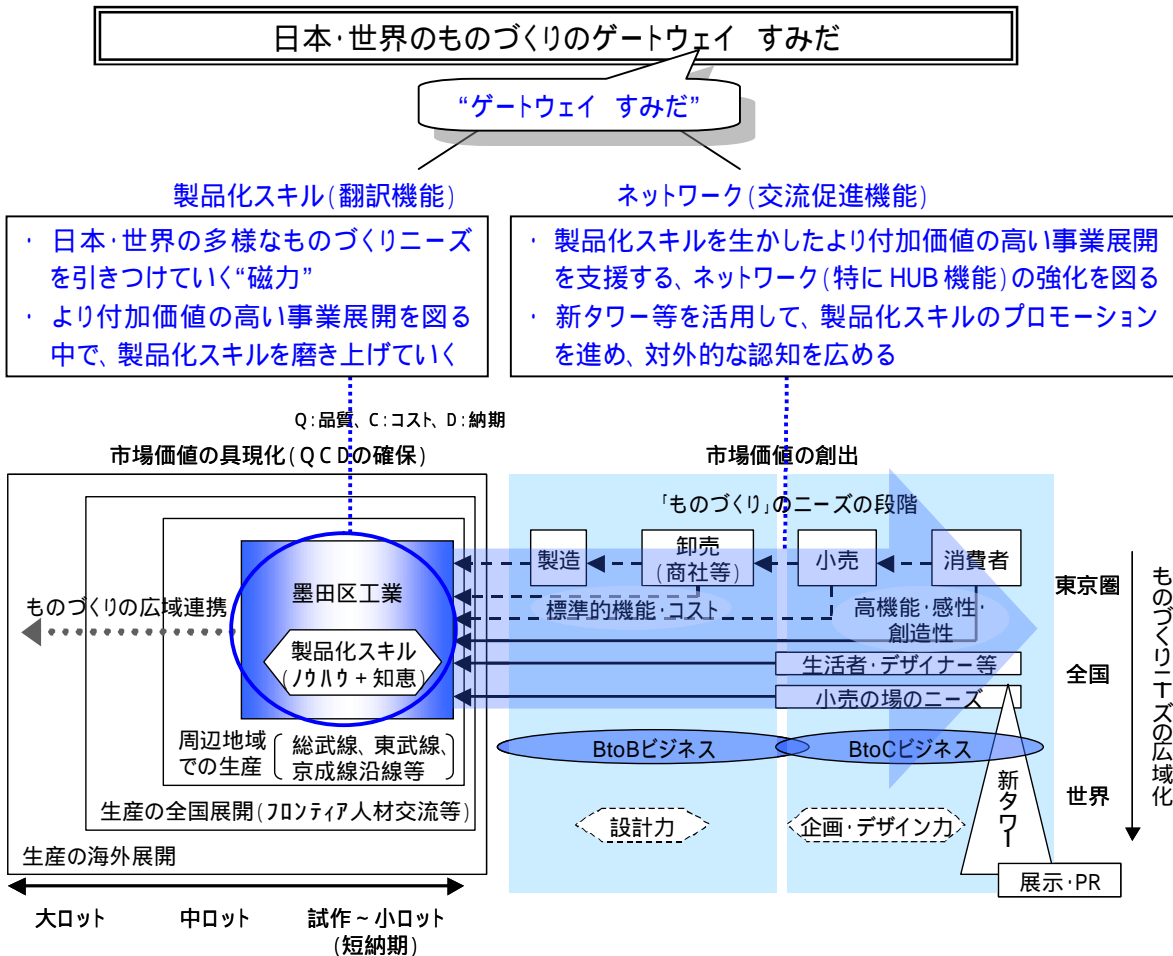 日本・世界のものづくりのゲートウェイ すみだ
“ゲートウェイ すみだ”
製品化スキル(翻訳機能)
・ 日本・世界の多様なものづくりニーズ
を引きつけていく“磁力”
・ より付加価値の高い事業展開を図る
中で、製品化スキルを磨き上げていく
ネットワーク(交流促進機能)
・ 製品化スキルを生かしたより付加価値の高い事業展開
を支援する、ネットワーク(特に HUB 機能)の強化を図る
・ 新タワー等を活用して、製品化スキルのプロモーション
を進め、対外的な認知を広める
Q:品質、C:コスト、D:納期
市場価値の具現化(QCDの確保)
墨田区工業
製品化スキル
(ノウハウ+知恵)
ものづくりの広域連携
周辺地域
での生産
総武線、東武線、
京成線沿線等
生産の全国展開(フロンティア人材交流等)
生産の海外展開
大ロット
中ロット
試作~小ロット
(短納期)
市場価値の創出
「ものづくり」のニーズの段階
製造
卸売
(商社等)
小売
消費者
標準的機能・コスト
高機能・感性・
創造性
生活者・デザイナー等
小売の場のニーズ
BtoBビジネス
BtoCビジネス
設計力
企画・デザイン力
新タワー
展示・PR
東京圏
全国
世界
ものづくりニーズの広域化